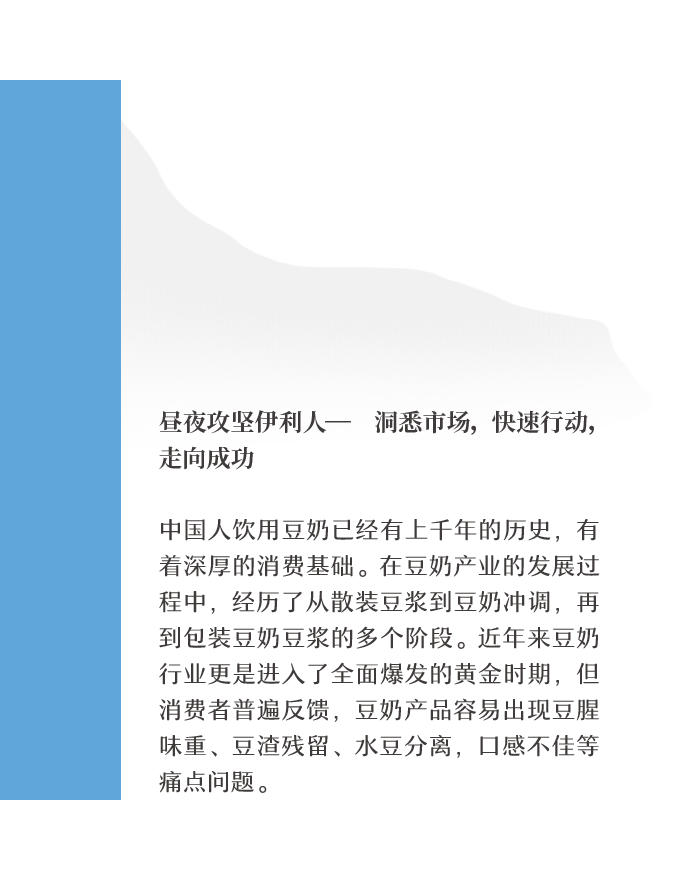 昼夜攻坚伊利人— 洞悉市场，快速行动，
走向成功
中国人饮用豆奶已经有上千年的历史，有
着深厚的消费基础。在豆奶产业的发展过
程中，经历了从散装豆浆到豆奶冲调，再
到包装豆奶豆浆的多个阶段。近年来豆奶
行业更是进入了全面爆发的黄金时期，但
消费者普遍反馈，豆奶产品容易出现豆腥
味重、豆渣残留、水豆分离，口感不佳等
痛点问题。